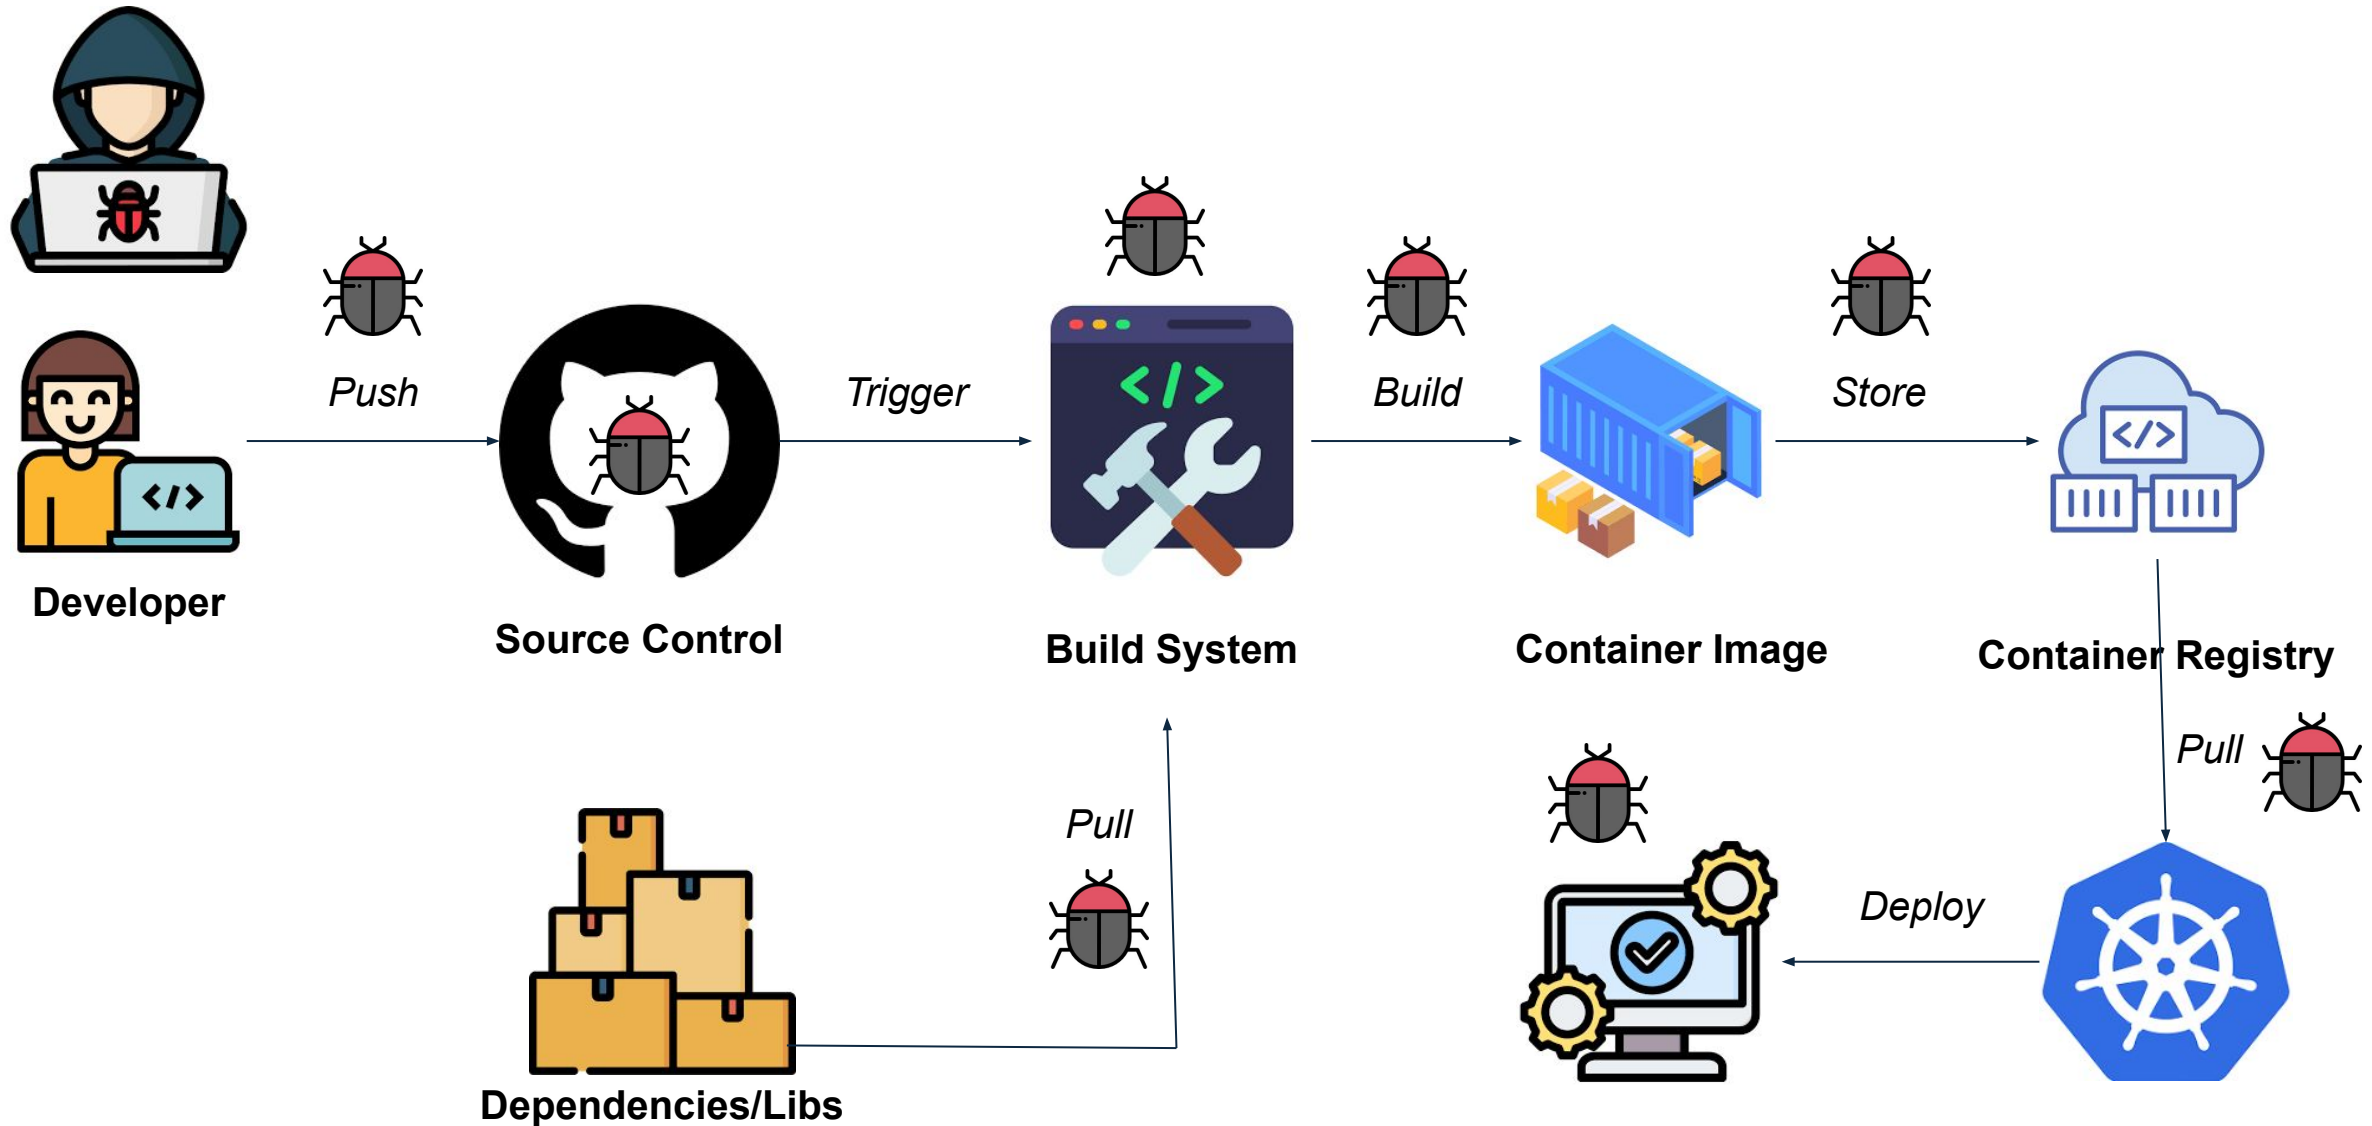 Push
Trigger
Build
Store
Developer
Source Control
Build System
Container Image
Container Registry
Pull
Pull
Deploy
Dependencies/Libs